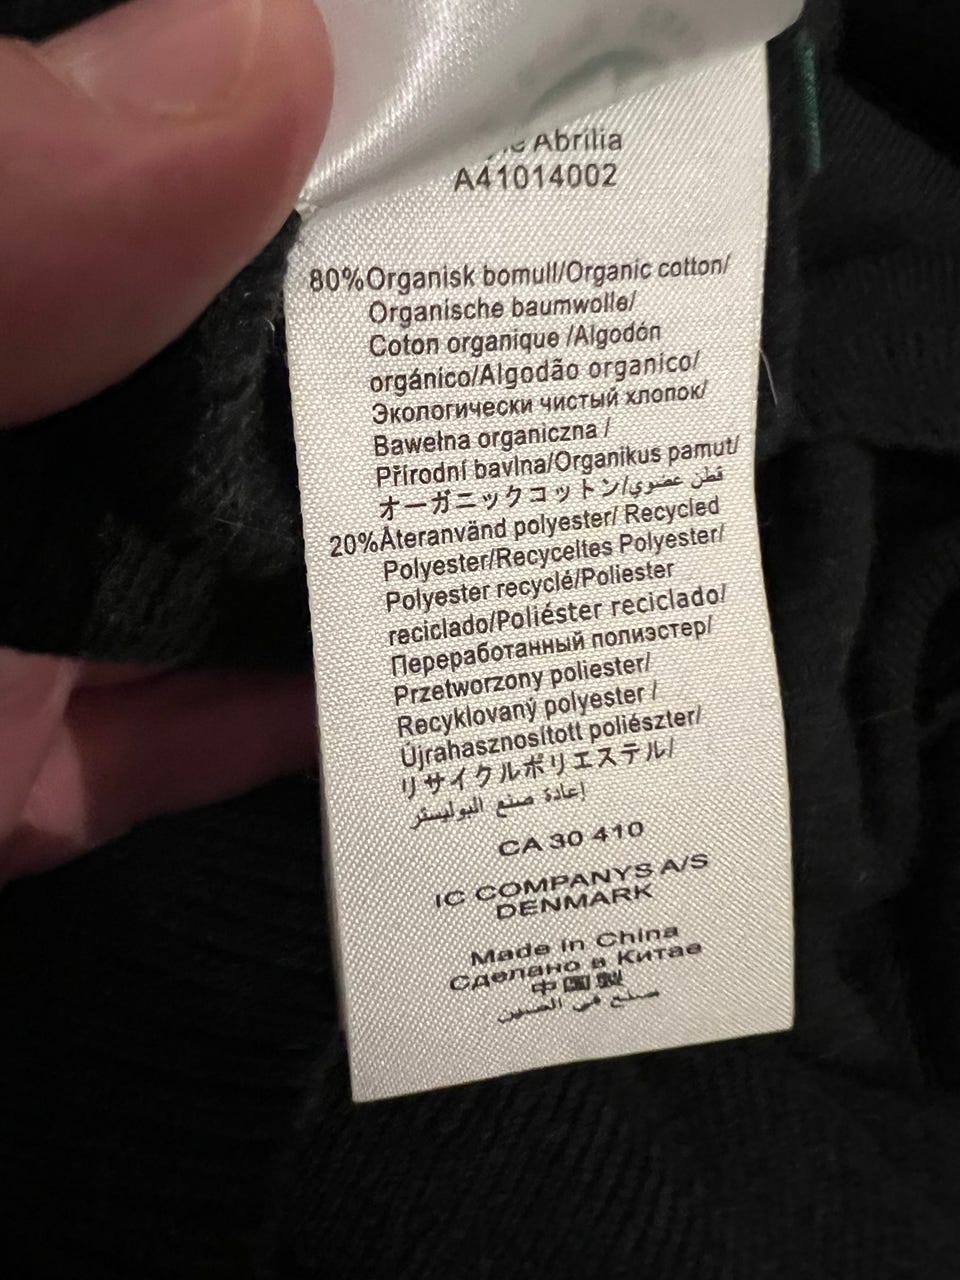 Abrilia
A41014002
80%Organisk bomull/Organic cotton/
Organische baumwolle/
Coton organique /Algodón
orgánico/Algodão organico/
Экологически чистый хлопок/
Bawełna organiczna /
Přírodní bavlna/Organikus pamut/
オーガニックコットン/قطن عضوي
20%Återanvänd polyester/ Recycled
Polyester/Recyceltes Polyester/
Polyester recyclé/Poliester
reciclado/Poliéster reciclado/
Переработанный полиэстер/
Przetworzony poliester/
Recyklovaný polyester /
Újrahasznosított poliészter/
リサイクルポリエステル/
إعادة صنع البوليستر
CA 30 410
IC COMPANYS A/S
DENMARK
Made in China
Сделано в Китае
中国製
صنع في الصين